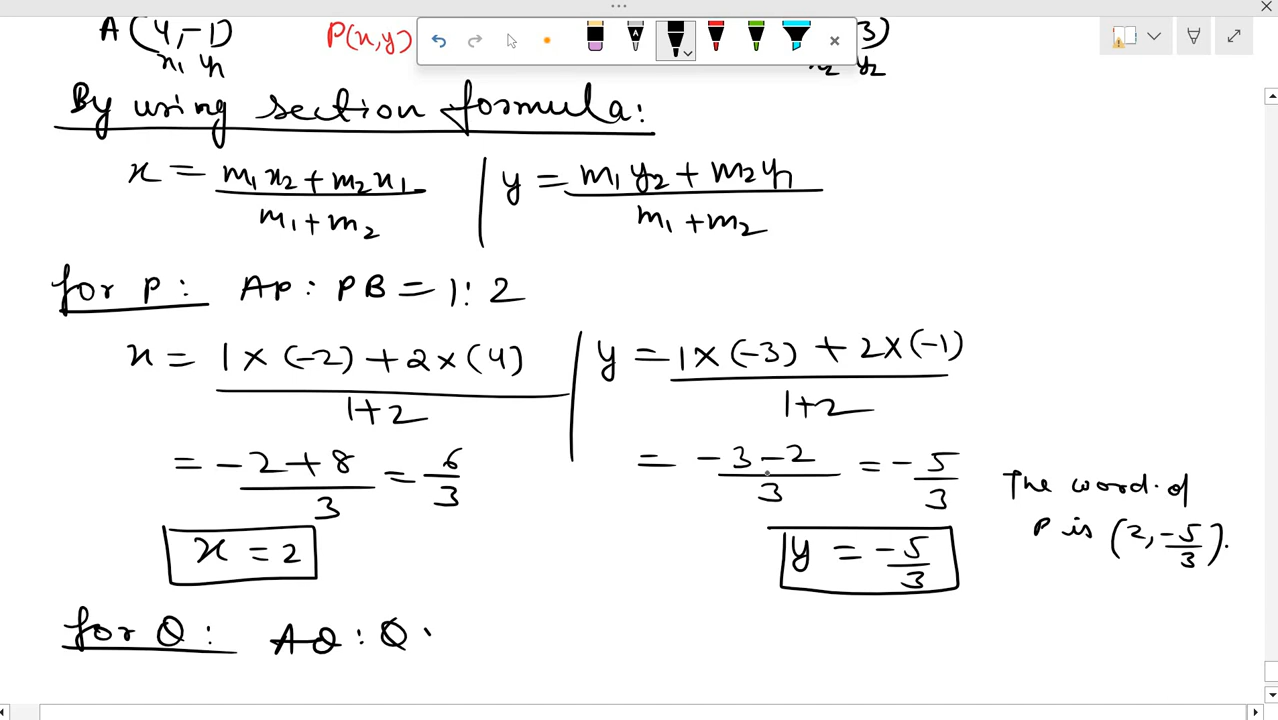 A (4, -1) P(x, y) 3)
x₁ y₁ x₂ y₂
By using section formula:
x = (m₁x₂ + m₂x₁)/(m₁ + m₂) | y = (m₁y₂ + m₂y₁)/(m₁ + m₂)
for P: AP : PB = 1 : 2
x = (1 × (-2) + 2 × (4))/(1+2) | y = (1 × (-3) + 2 × (-1))/(1+2)
= (-2 + 8)/3 = 6/3 = (-3 - 2)/3 = -5/3
The coord. of
P is (2, -5/3).
x = 2 y = -5/3
for Q: AQ : Q